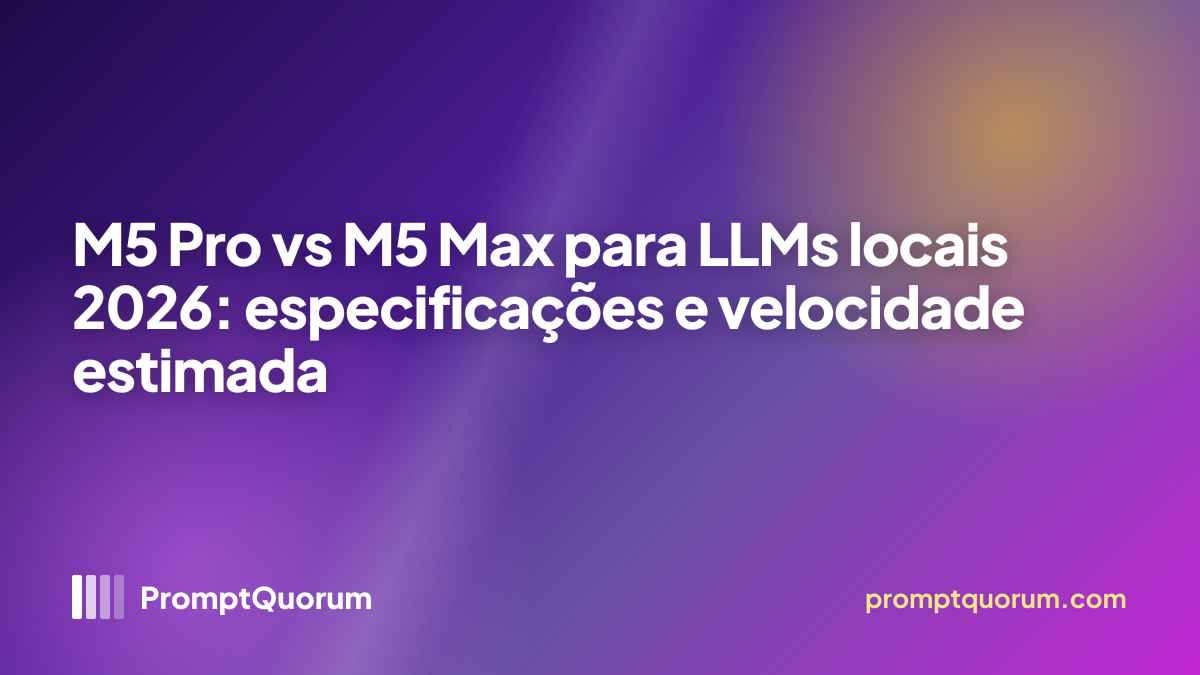 M5 Pro vs M5 Max para LLMs locais
2026: especificações e velocidade
estimada
PromptQuorum
promptquorum.com